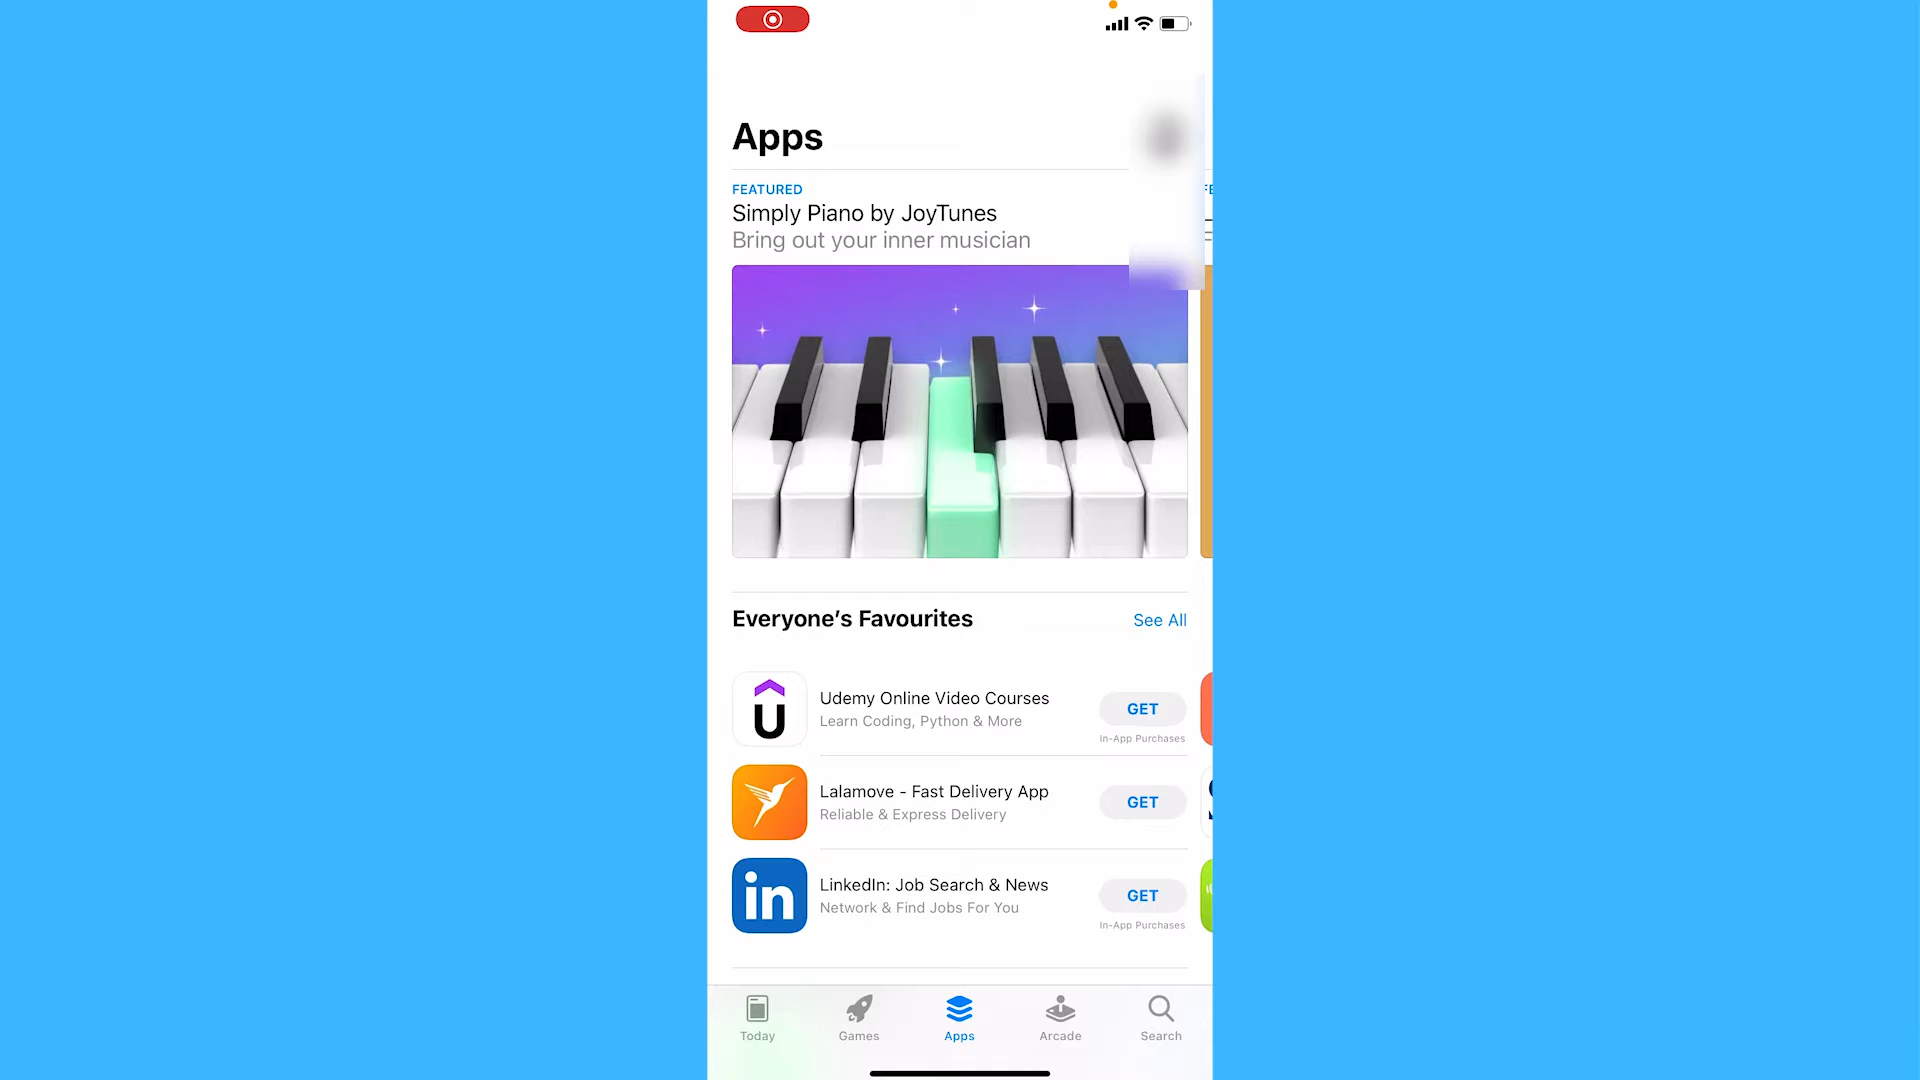 Apps
FEATURED
Simply Piano by JoyTunes
Bring out your inner musician
Everyone’s Favourites
See All
Udemy Online Video Courses
Learn Coding, Python & More
GET
In-App Purchases
Lalamove - Fast Delivery App
Reliable & Express Delivery
GET
in
LinkedIn: Job Search & News
Network & Find Jobs For You
GET
In-App Purchases
Today
Games
Apps
Arcade
Search